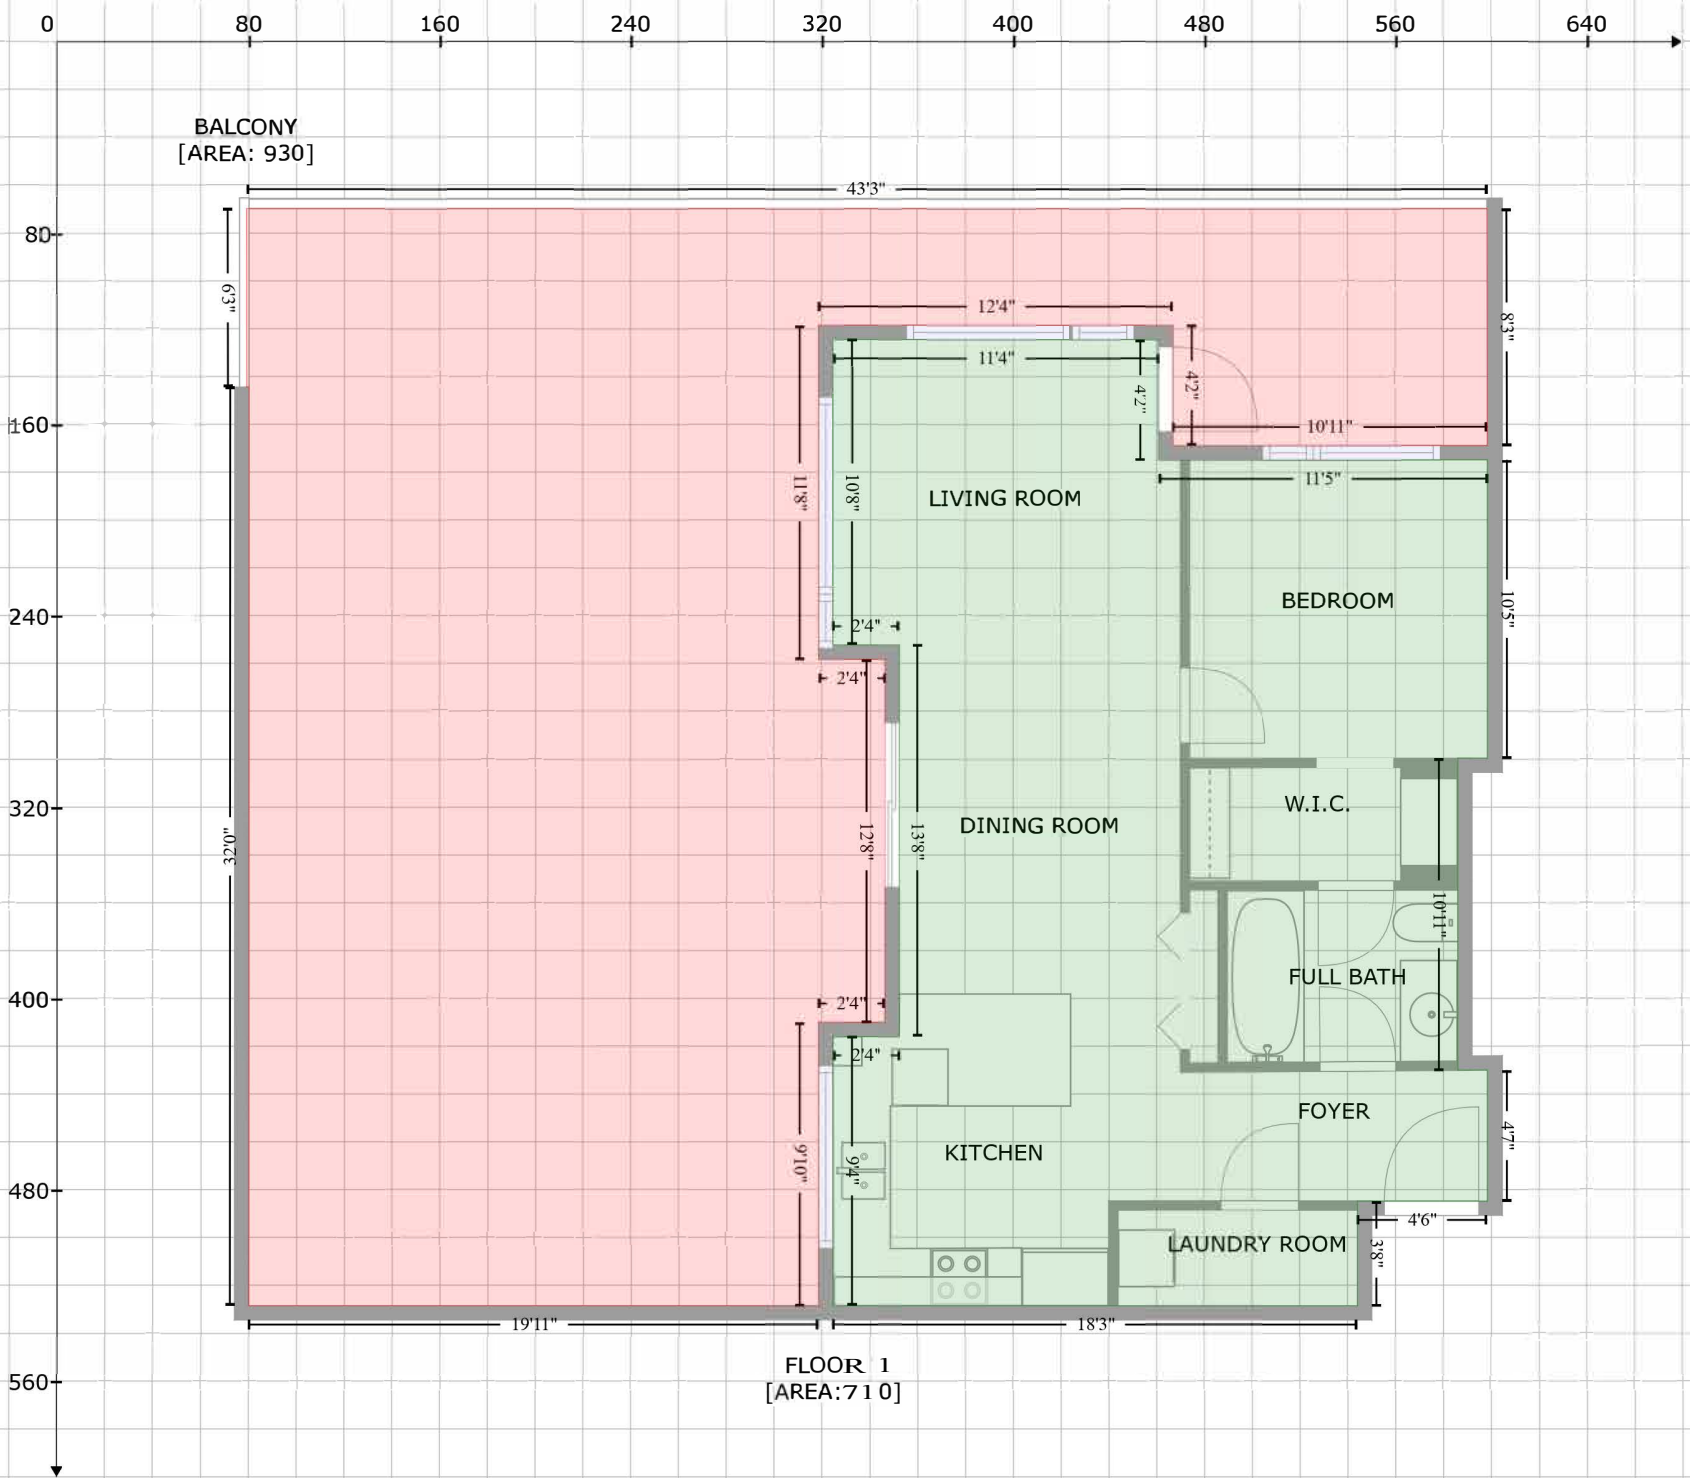 0 80 160 240 320 400 480 560 640
BALCONY
[AREA: 930]
43'3"
80
6'3"
12'4"
8'3"
11'4"
4'2"
4'2"
160
10'11"
11'5"
11'8"
10'8"
LIVING ROOM
BEDROOM
10'5"
240
2'4"
2'4"
W.I.C.
320
DINING ROOM
32'0"
12'8"
13'8"
10'11"
FULL BATH
400
2'4"
2'4"
FOYER
4'7"
KITCHEN
9'10"
9'4"
480
4'6"
LAUNDRY ROOM
3'8"
19'11"
18'3"
FLOOR 1
[AREA:710]
560